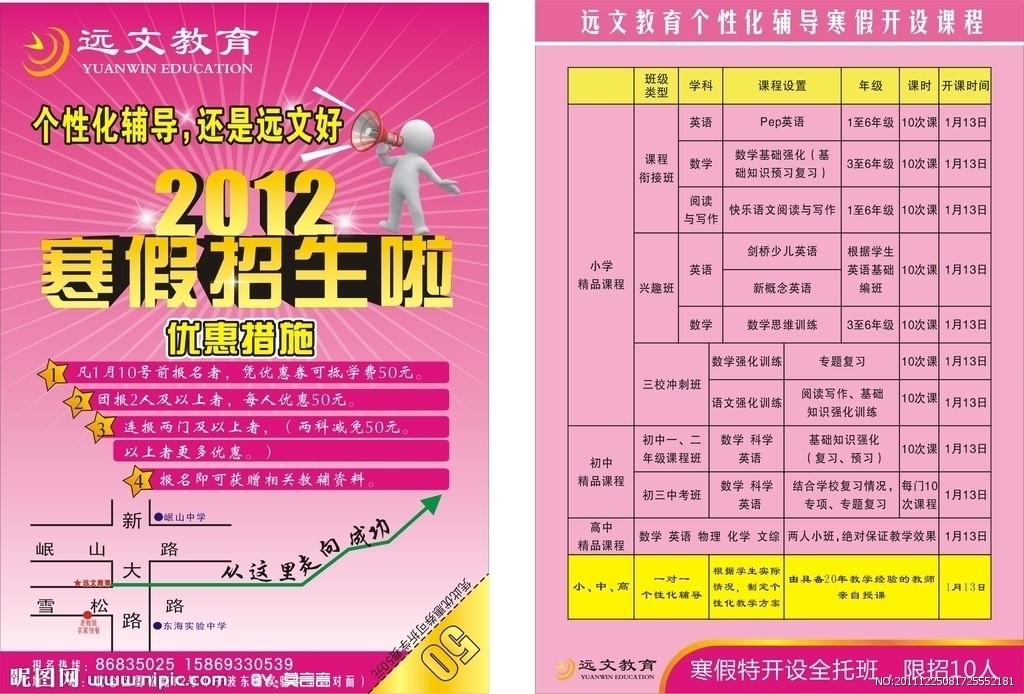 远文教育
YUANWIN EDUCATION
个性化辅导,还是远文好
2012
寒假招生啦
优惠措施
1 凡1月10号前报名者，凭优惠券可抵学费50元。
2 团报2人及以上者，每人优惠50元。
3 连报两门及以上者，（两科减免50元。
以上者更多优惠。）
4 报名即可获赠相关教辅资料。
新 岷山中学
岷 山 路
大
远文教育
雪 松 路
老板娘
农家快餐
路 东海实验中学
从这里走向成功
凭此优惠券可折学费50元
50
报名热线：86835025 15869330539
昵图网 www.nipic.com BY: 莫言言
远文教育个性化辅导寒假开设课程
班级类型 学科 课程设置 年级 课时 开课时间
小学
精品课程
课程
衔接班
英语 Pep英语 1至6年级 10次课 1月13日
数学 数学基础强化（基
础知识预习复习） 3至6年级 10次课 1月13日
阅读
与写作 快乐语文阅读与写作 1至6年级 10次课 1月13日
兴趣班
英语 剑桥少儿英语
新概念英语
根据学生
英语基础
编班
10次课 1月13日
数学 数学思维训练 3至6年级 10次课 1月13日
三校冲刺班
数学强化训练 专题复习 10次课 1月13日
语文强化训练 阅读写作、基础
知识强化训练 10次课 1月13日
初中
精品课程
初中一、二
年级课程班
数学 科学
英语
基础知识强化
（复习、预习）
10次课 1月13日
初三中考班
数学 科学
英语
结合学校复习情况，
专项、专题复习
每门10
次课程
1月13日
高中
精品课程
数学 英语 物理 化学 文综 两人小班,绝对保证教学效果 1月13日
小、中、高
一对一
个性化辅导
根据学生实际
情况，制定个
性化教学方案
由具备20年教学经验的教师
亲自授课
1月13日
远文教育
YUANWIN EDUCATION
寒假特开设全托班，限招10人
NO:20111225081725552181